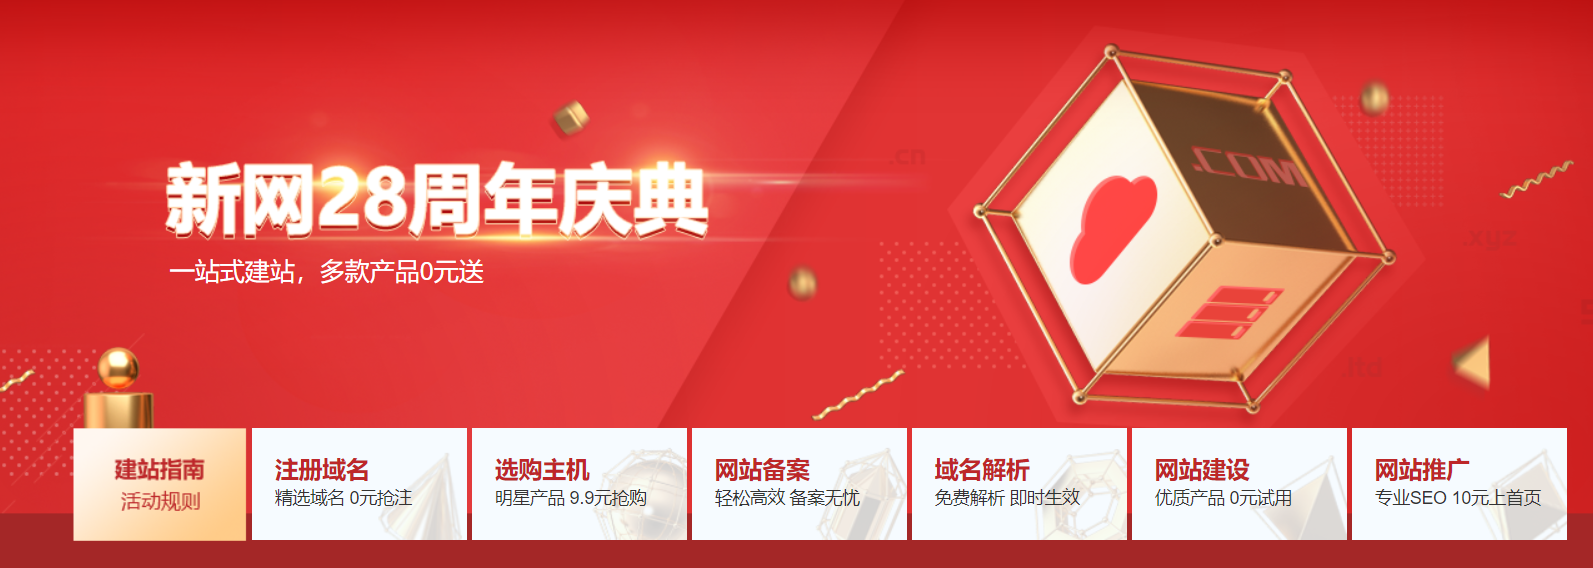 新网28周年庆典
一站式建站，多款产品0元送
.cn
.COM
.xyz
.ltd
建站指南
活动规则
注册域名
精选域名 0元抢注
选购主机
明星产品 9.9元抢购
网站备案
轻松高效 备案无忧
域名解析
免费解析 即时生效
网站建设
优质产品 0元试用
网站推广
专业SEO 10元上首页